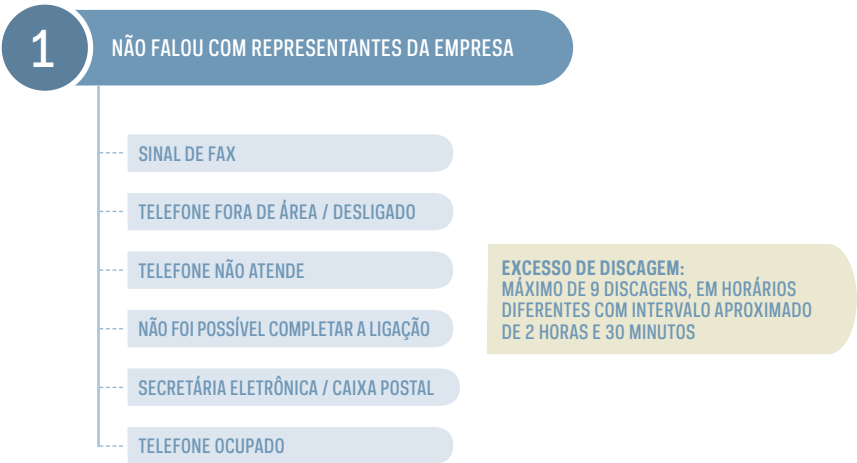 1
NÃO FALOU COM REPRESENTANTES DA EMPRESA
SINAL DE FAX
TELEFONE FORA DE ÁREA / DESLIGADO
TELEFONE NÃO ATENDE
NÃO FOI POSSÍVEL COMPLETAR A LIGAÇÃO
SECRETÁRIA ELETRÔNICA / CAIXA POSTAL
TELEFONE OCUPADO
EXCESSO DE DISCAGEM:
MÁXIMO DE 9 DISCAGENS, EM HORÁRIOS
DIFERENTES COM INTERVALO APROXIMADO
DE 2 HORAS E 30 MINUTOS